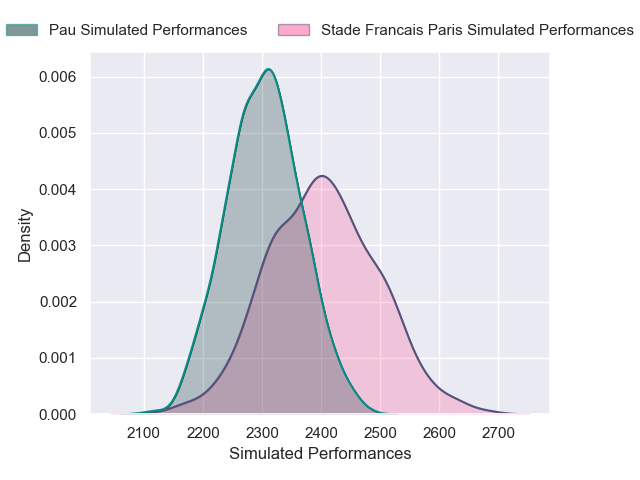 Pau Simulated Performances
Stade Francais Paris Simulated Performances
0.006
0.005
0.004
0.003
0.002
0.001
0.000
Density
2100 2200 2300 2400 2500 2600 2700
Simulated Performances